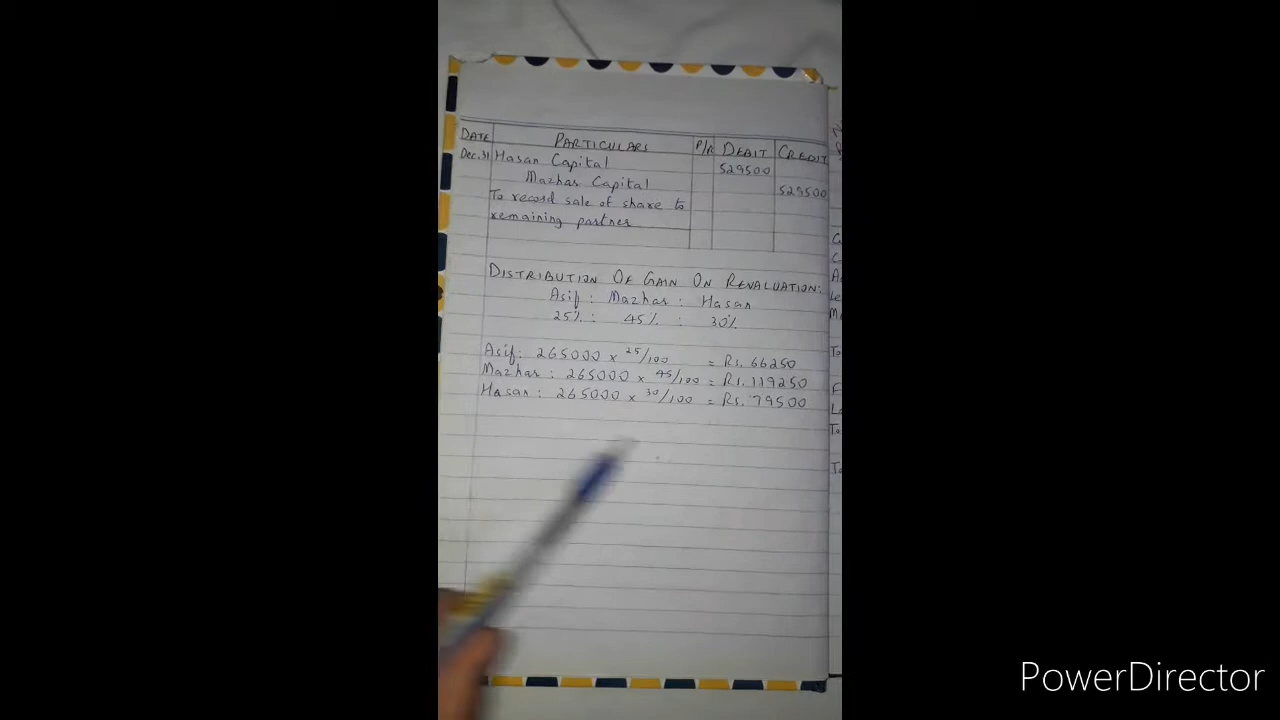 DATE PARTICULARS P/R DEBIT CREDIT
Dec.31 Hasan Capital 529500
Mazhar Capital 529500
To record sale of share to
remaining partner
DISTRIBUTION OF GAIN ON REVALUATION:
Asif : Mazhar : Hasan
25% : 45% : 30%
Asif: 265000 x 25/100 = Rs. 66250
Mazhar : 265000 x 45/100 = Rs. 119250
Hasan : 265000 x 30/100 = Rs. 79500
PowerDirector